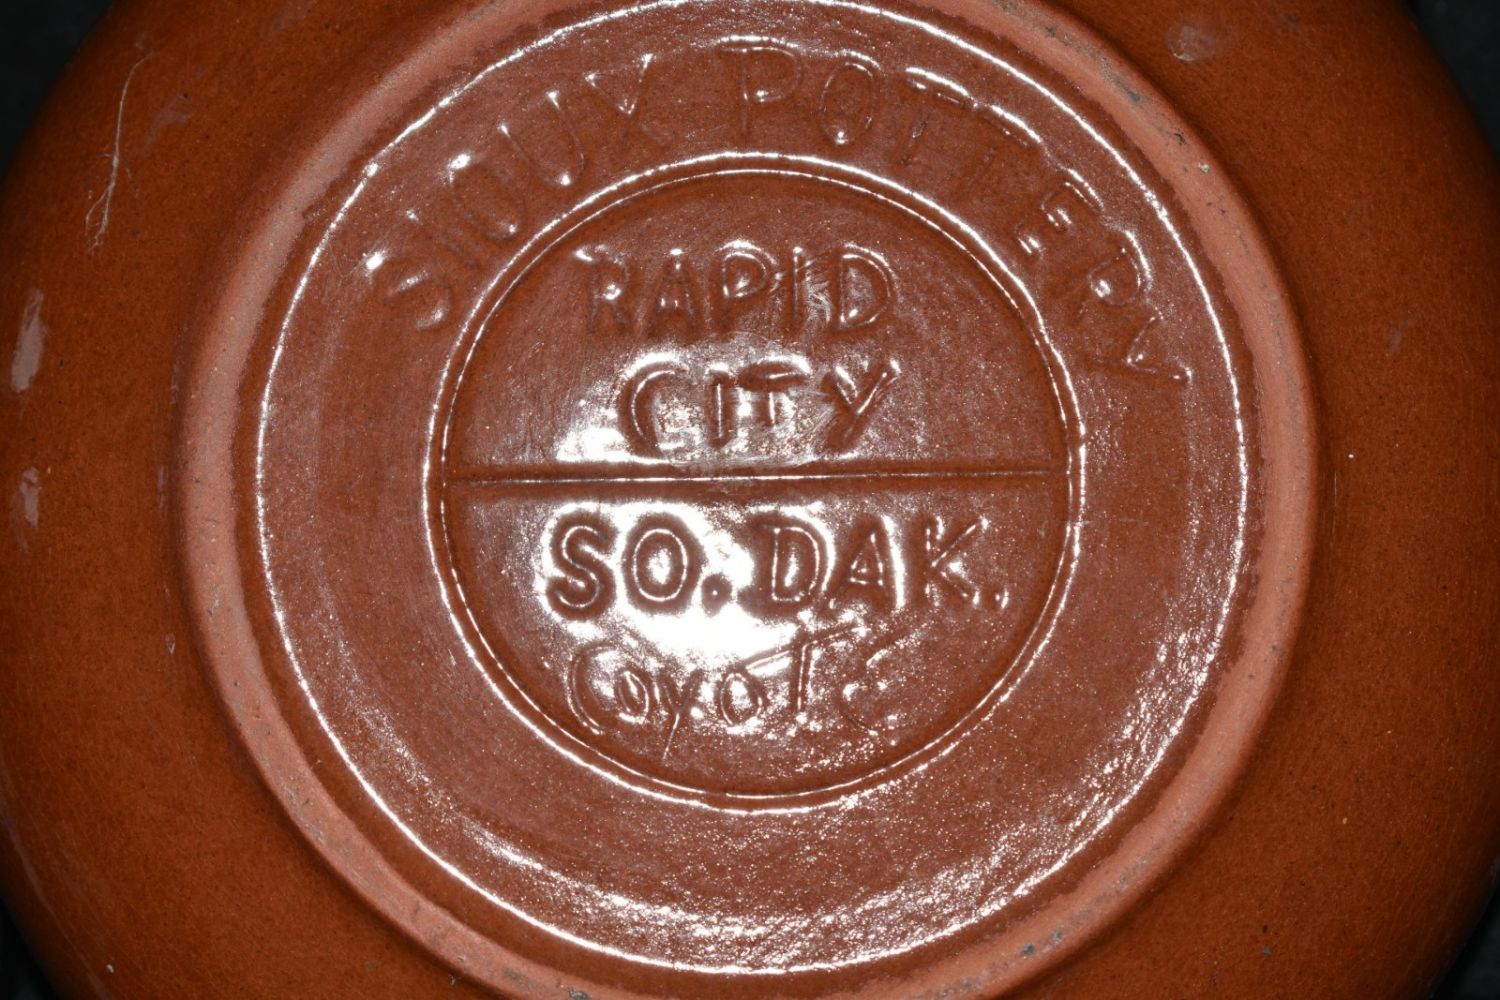 SIOUX POTTERY
RAPID
CITY
SO. DAK.
Coyote